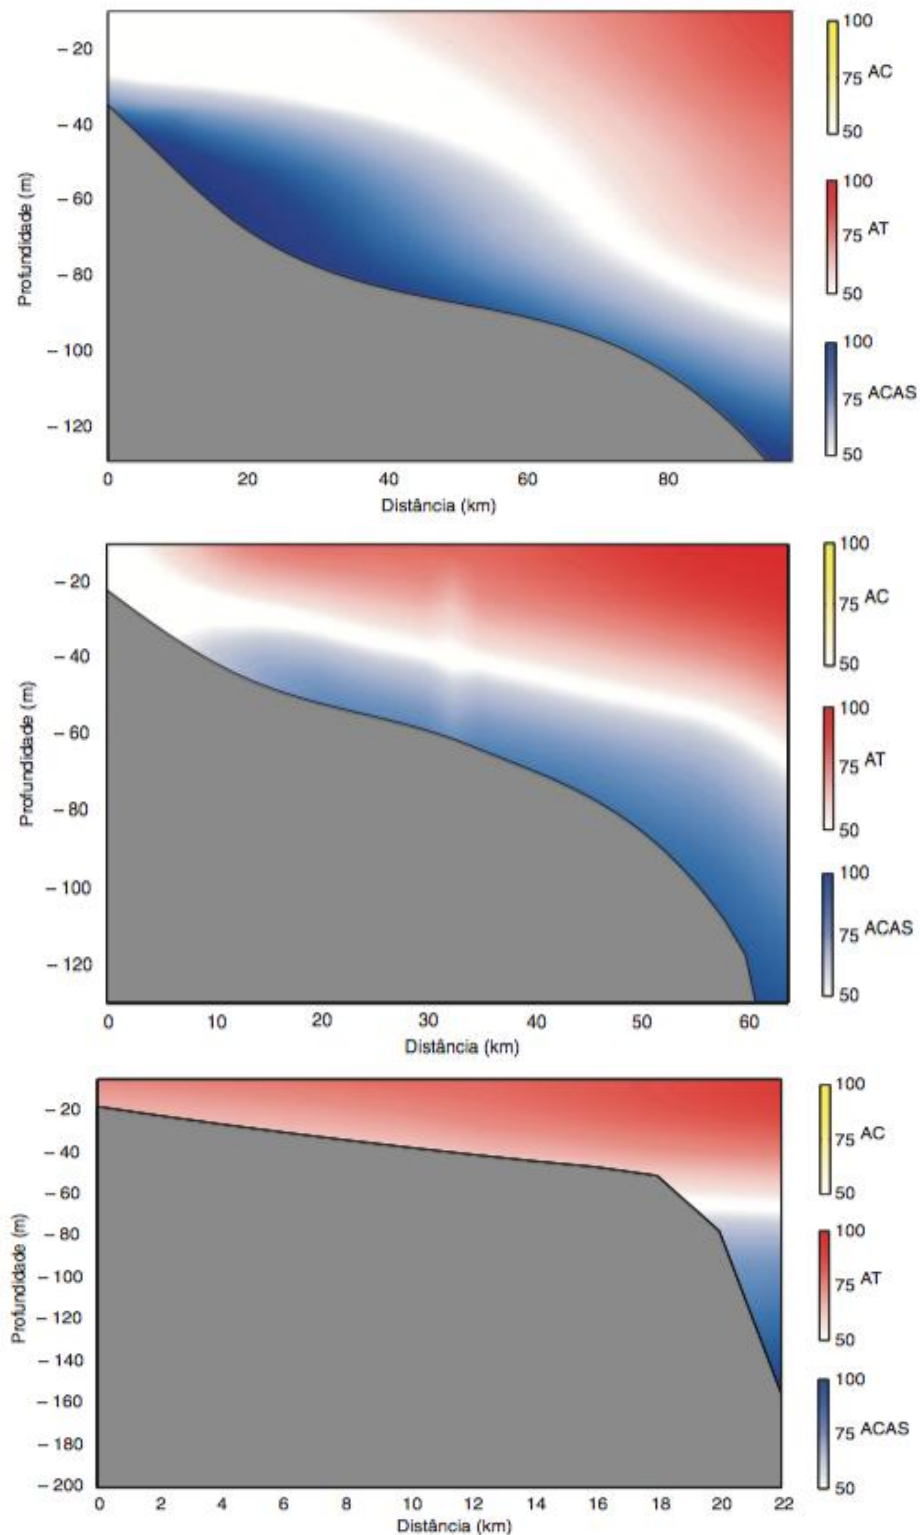 – 20
– 40
– 60
– 80
– 100
– 120
Profundidade (m)
0 20 40 60 80
Distância (km)
100
75 AC
50
100
75 AT
50
100
75 ACAS
50
– 20
– 40
– 60
– 80
– 100
– 120
Profundidade (m)
0 10 20 30 40 50 60
Distância (km)
100
75 AC
50
100
75 AT
50
100
75 ACAS
50
– 20
– 40
– 60
– 80
– 100
– 120
– 140
– 160
– 180
– 200
Profundidade (m)
0 2 4 6 8 10 12 14 16 18 20 22
Distância (km)
100
75 AC
50
100
75 AT
50
100
75 ACAS
50